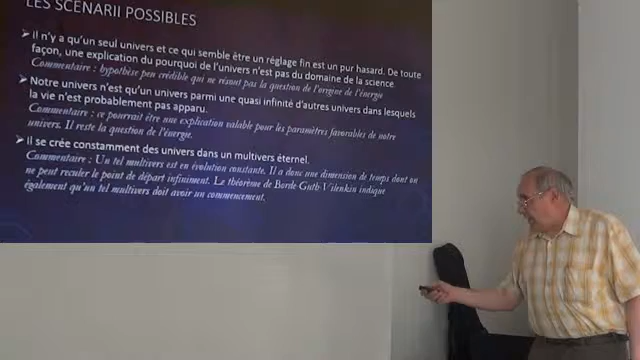 LES SCENARII POSSIBLES
Il n'y a qu'un seul univers et ce qui semble être un réglage fin est un pur hasard. De toute
façon, une explication du pourquoi de l'univers n'est pas du domaine de la science.
Commentaire : hypothèse peu crédible qui ne résout pas la question de l'origine de l'énergie
Notre univers n'est qu'un univers parmi une quasi infinité d'autres univers dans lesquels
la vie n'est probablement pas apparu.
Commentaire : ce pourrait être une explication valable pour les paramètres favorables de notre
univers. Il reste la question de l'énergie.
Il se crée constamment des univers dans un multivers éternel.
Commentaire : Un tel multivers est en évolution constante. Il a donc une dimension de temps dont on
ne peut reculer le point de départ infiniment. Le théorème de Borde Guth Vilenkin indique
également qu'un tel multivers doit avoir un commencement.